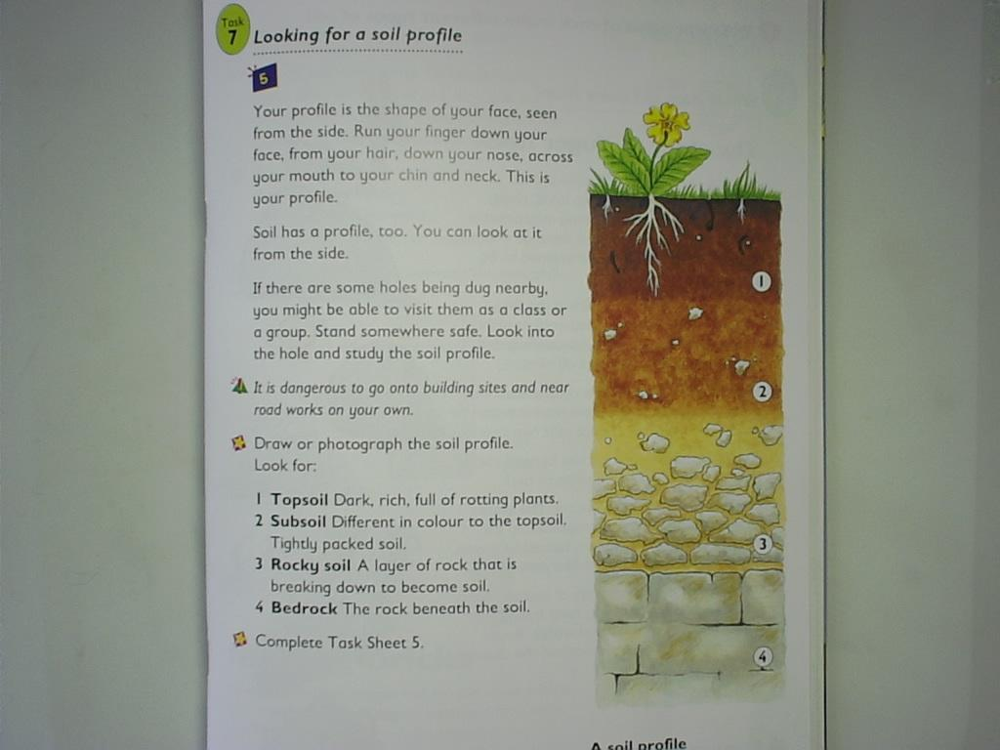 Task
7
Looking for a soil profile
5
Your profile is the shape of your face, seen
from the side. Run your finger down your
face, from your hair, down your nose, across
your mouth to your chin and neck. This is
your profile.
Soil has a profile, too. You can look at it
from the side.
If there are some holes being dug nearby,
you might be able to visit them as a class or
a group. Stand somewhere safe. Look into
the hole and study the soil profile.
It is dangerous to go onto building sites and near
road works on your own.
Draw or photograph the soil profile.
Look for:
1 Topsoil Dark, rich, full of rotting plants.
2 Subsoil Different in colour to the topsoil.
Tightly packed soil.
3 Rocky soil A layer of rock that is
breaking down to become soil.
4 Bedrock The rock beneath the soil.
Complete Task Sheet 5.
1
2
3
4
A soil profile